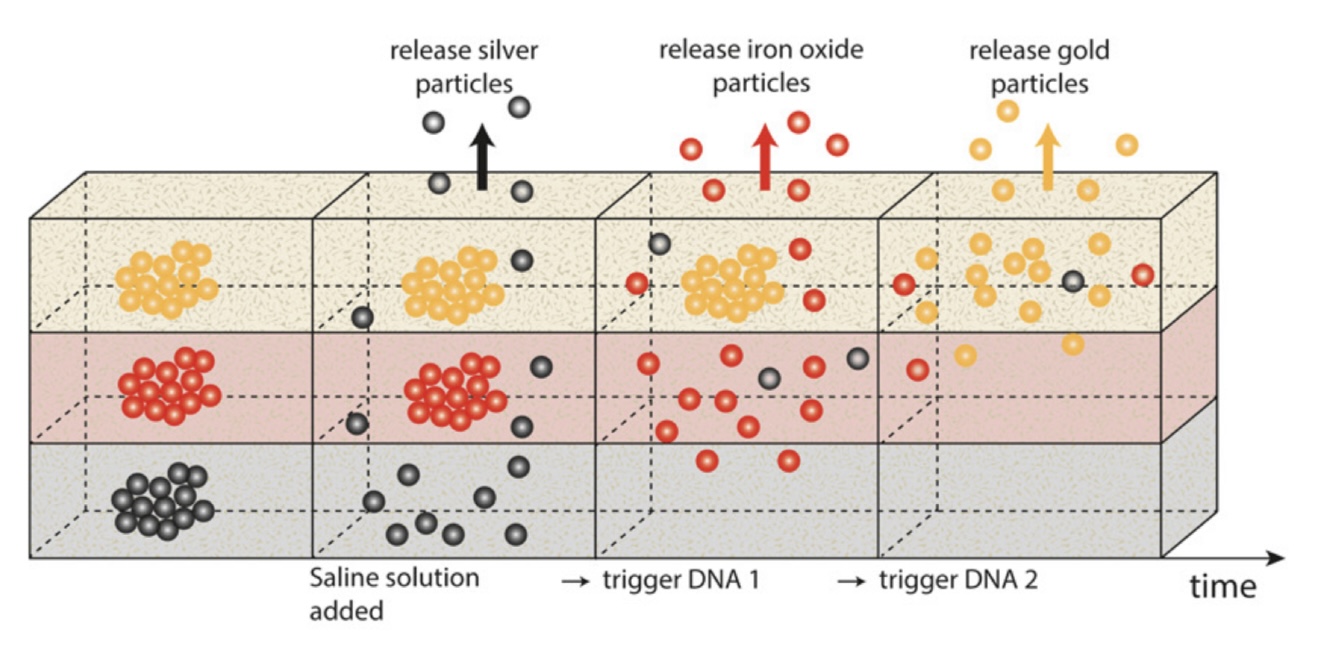 release silver
particles
release iron oxide
particles
release gold
particles
Saline solution
added
→ trigger DNA 1
→ trigger DNA 2
time